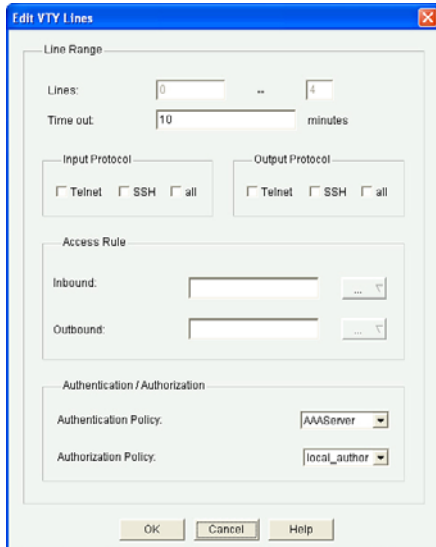 Edit VTY Lines
Line Range
Lines: 0 -- 4
Time out: 10 minutes
Input Protocol
Output Protocol
Telnet SSH all
Telnet SSH all
Access Rule
Inbound: ...
Outbound: ...
Authentication / Authorization
Authentication Policy: AAAServer
Authorization Policy: local_author
OK Cancel Help